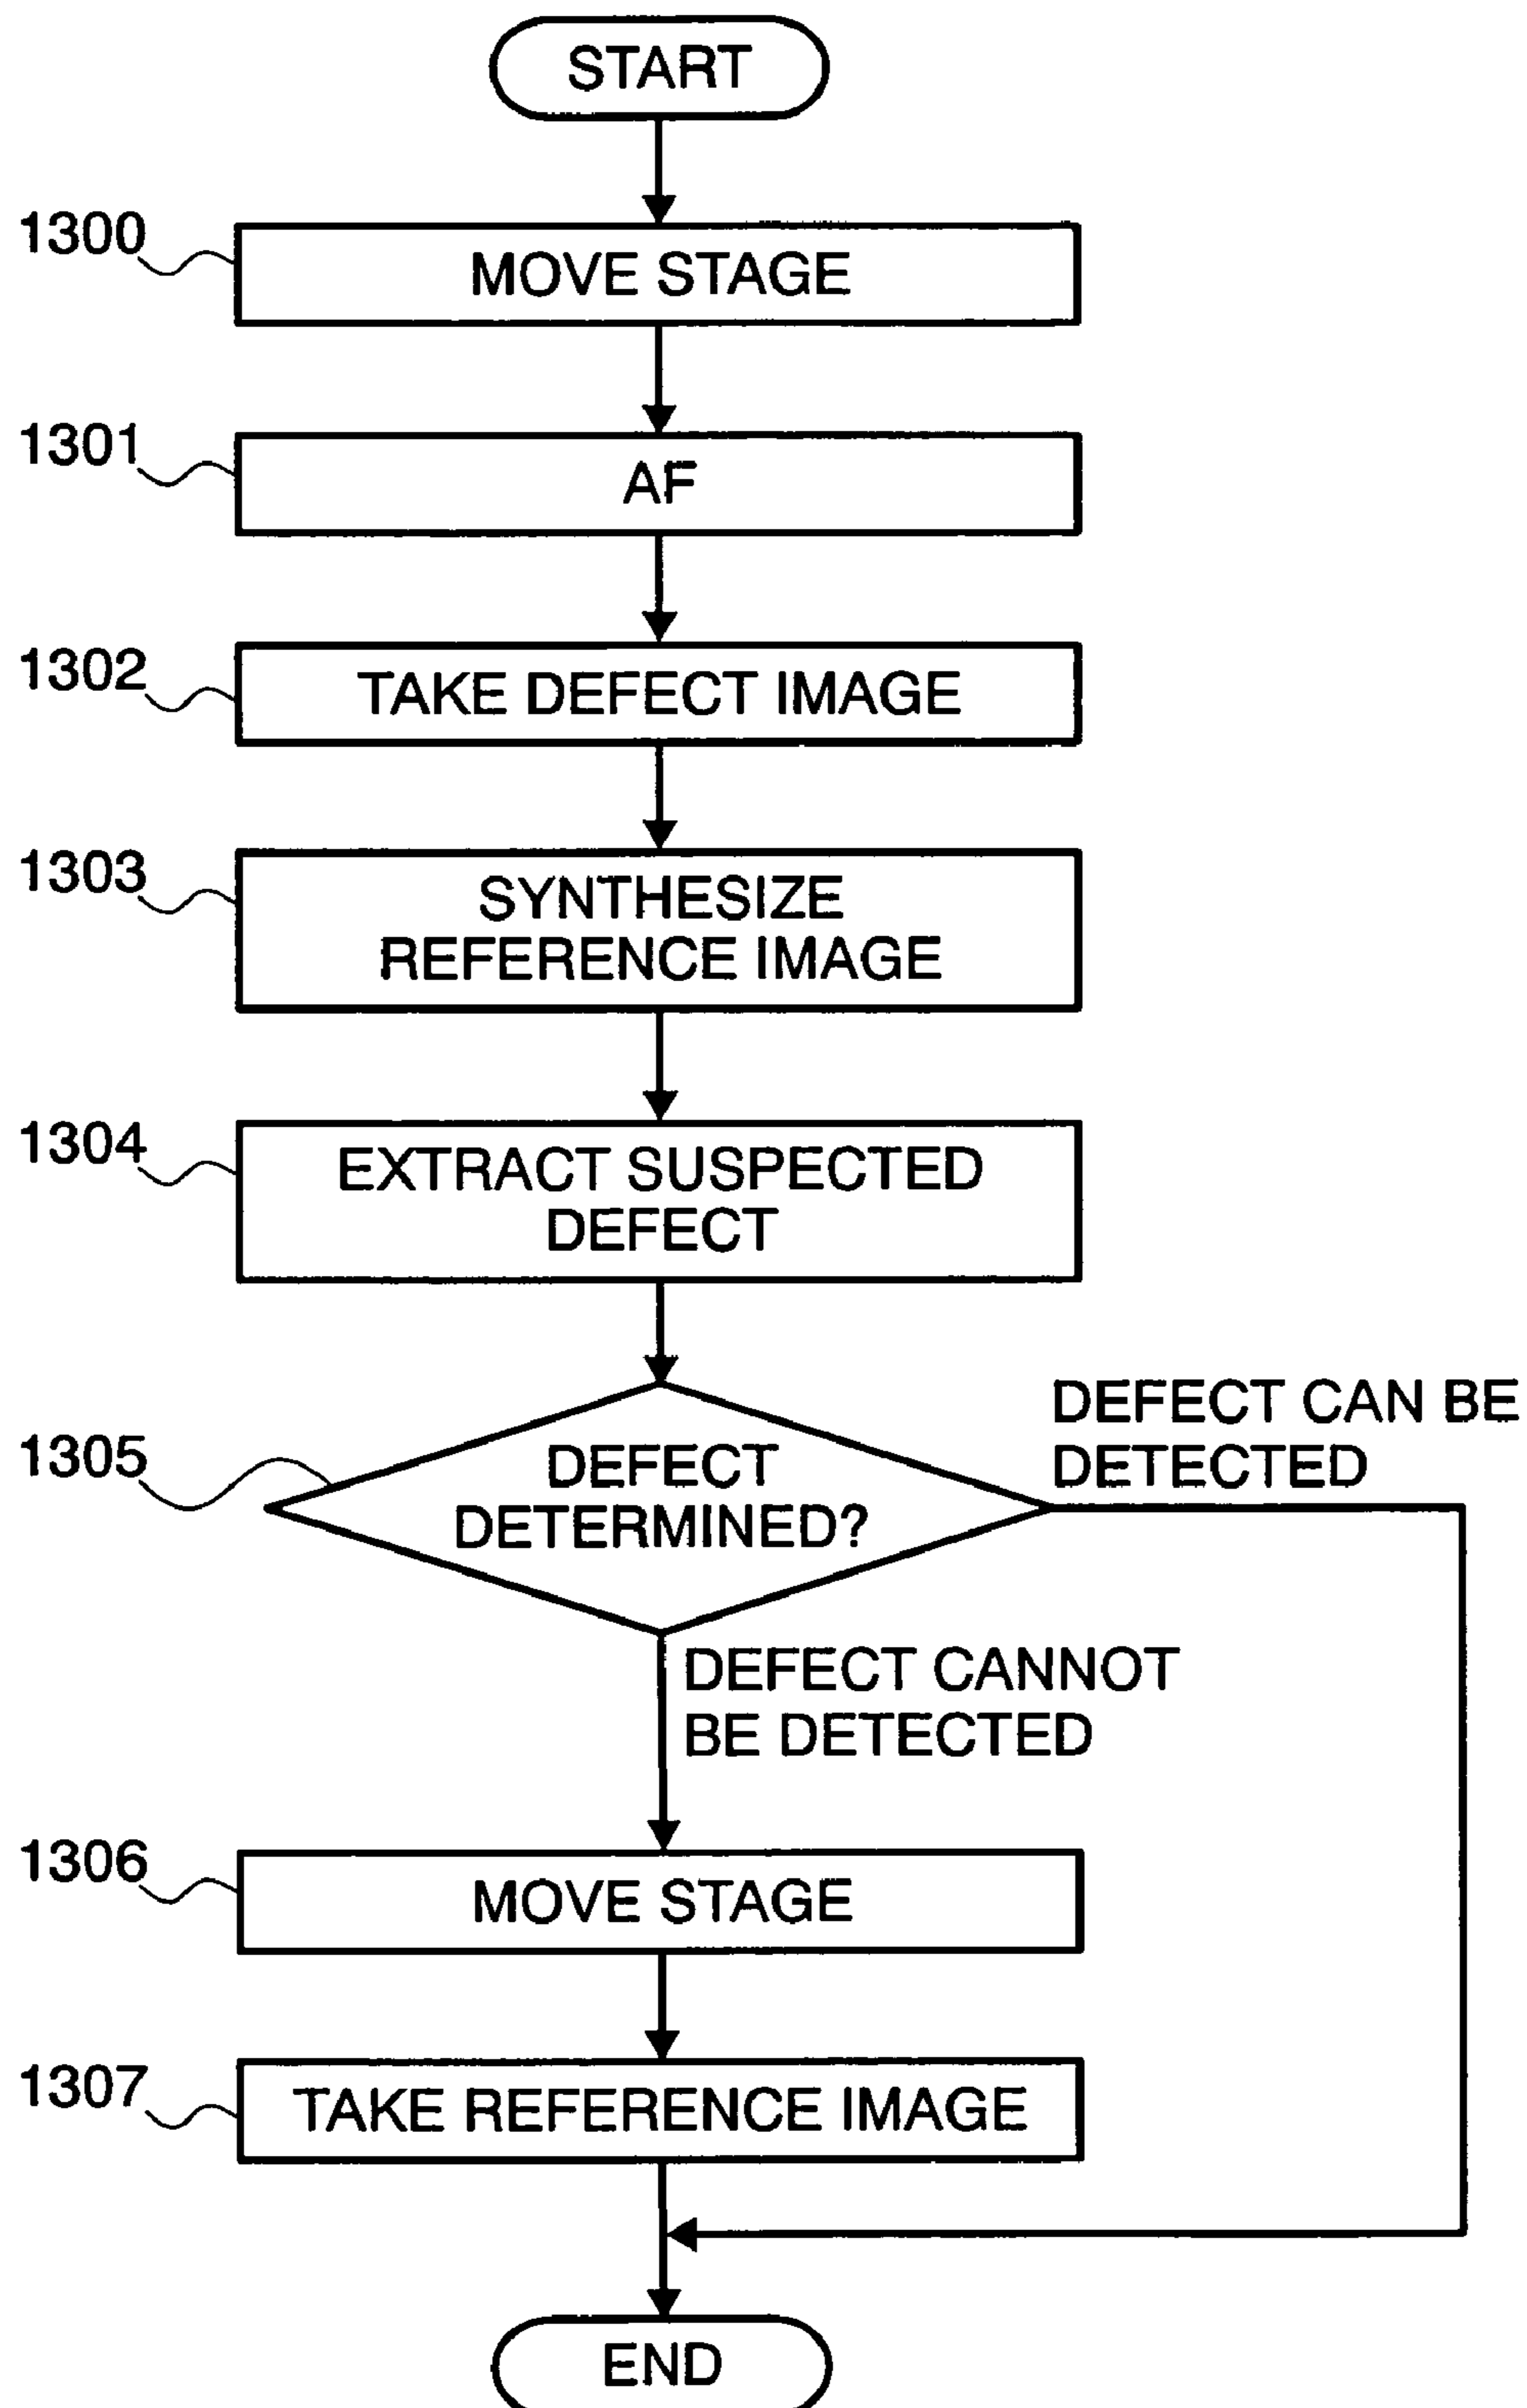 START
1300
MOVE STAGE
1301
AF
1302
TAKE DEFECT IMAGE
1303
SYNTHESIZE
REFERENCE IMAGE
1304
EXTRACT SUSPECTED
DEFECT
1305
DEFECT
DETERMINED?
DEFECT CAN BE
DETECTED
DEFECT CANNOT
BE DETECTED
1306
MOVE STAGE
1307
TAKE REFERENCE IMAGE
END